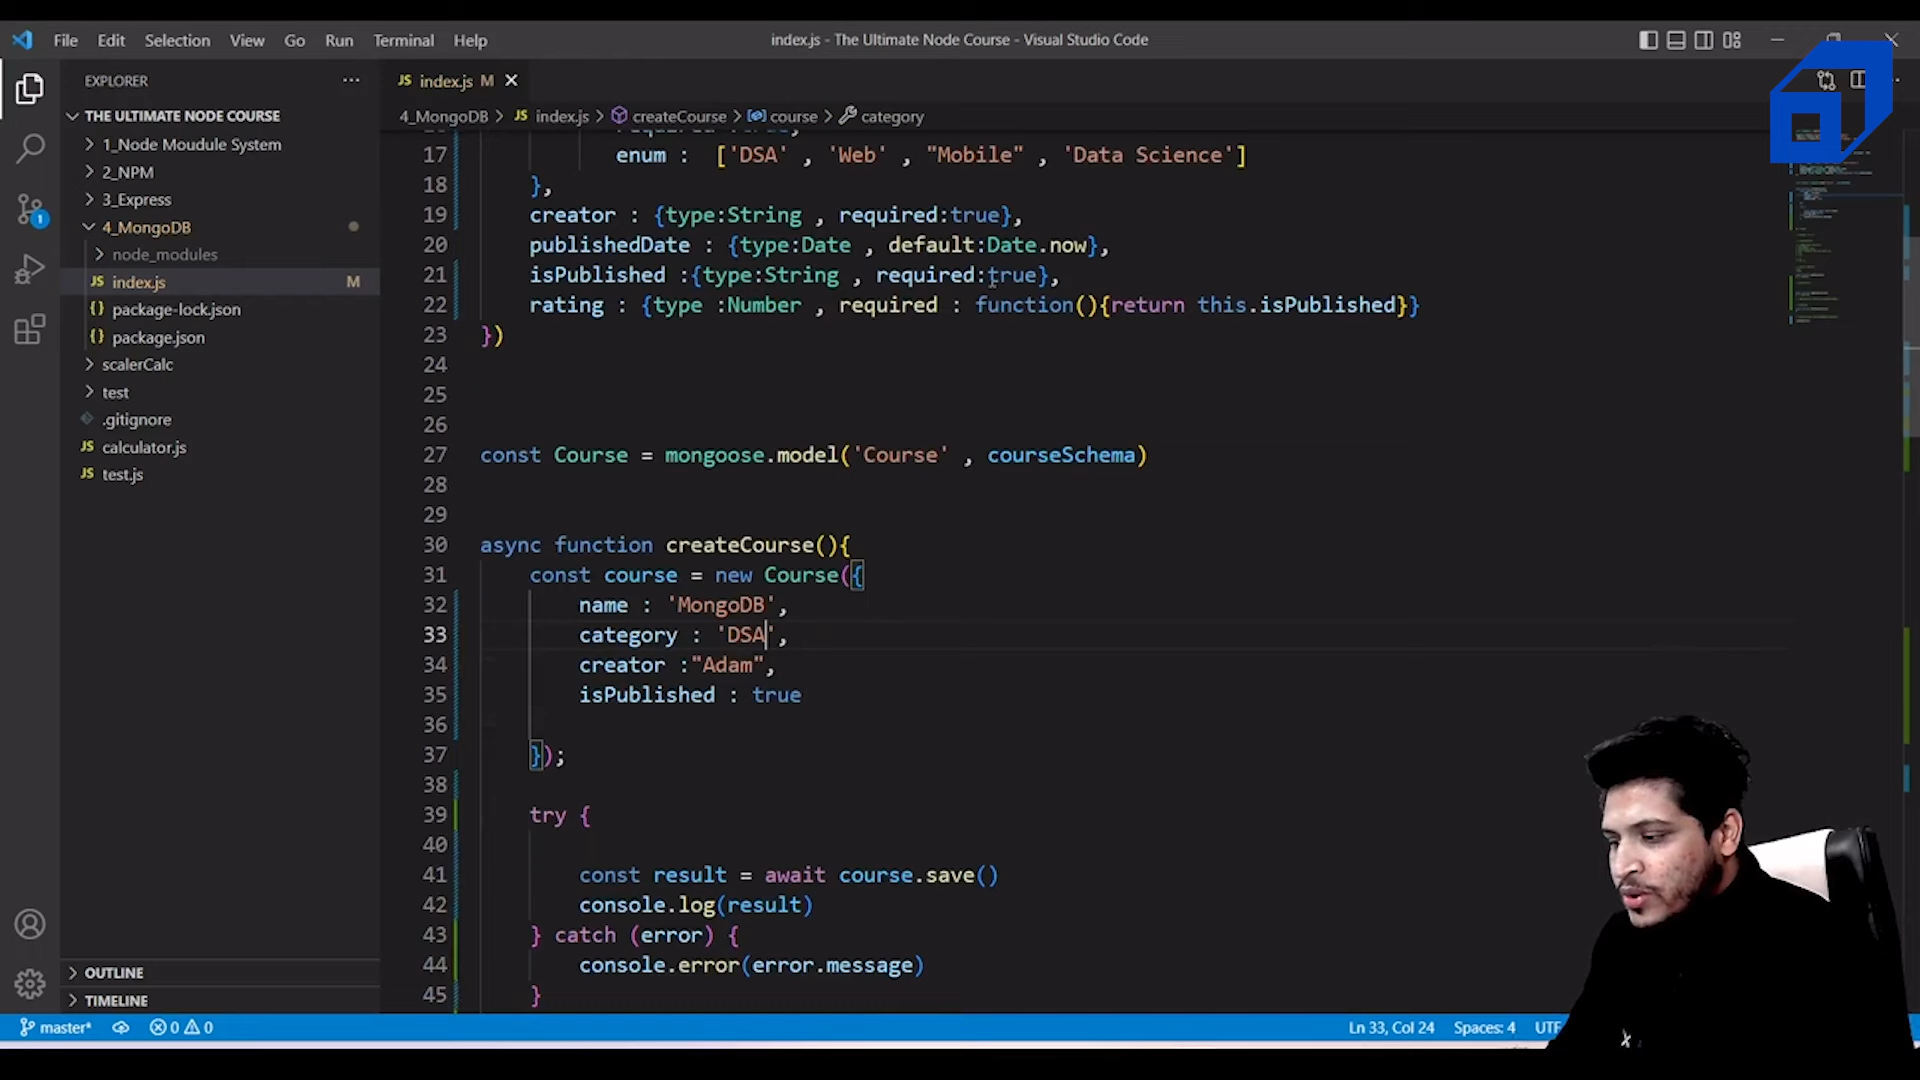 File Edit Selection View Go Run Terminal Help
index.js - The Ultimate Node Course - Visual Studio Code
EXPLORER
THE ULTIMATE NODE COURSE
1_Node Moudule System
2_NPM
3_Express
4_MongoDB
node_modules
JS index.js M
{} package-lock.json
{} package.json
scalerCalc
test
.gitignore
JS calculator.js
JS test.js
OUTLINE
TIMELINE
1
JS index.js M
4_MongoDB > JS index.js > createCourse > course > category
required :true,
17 enum : ['DSA' , 'Web' , "Mobile" , 'Data Science']
18 },
19 creator : {type:String , required:true},
20 publishedDate : {type:Date , default:Date.now},
21 isPublished :{type:String , required:true},
22 rating : {type :Number , required : function(){return this.isPublished}}
23 })
24
25
26
27 const Course = mongoose.model('Course' , courseSchema)
28
29
30 async function createCourse(){
31 const course = new Course({
32 name : 'MongoDB',
33 category : 'DSA',
34 creator :"Adam",
35 isPublished : true
36
37 });
38
39 try {
40
41 const result = await course.save()
42 console.log(result)
43 } catch (error) {
44 console.error(error.message)
45 }
master* 0 0
Ln 33, Col 24 Spaces: 4 UTF